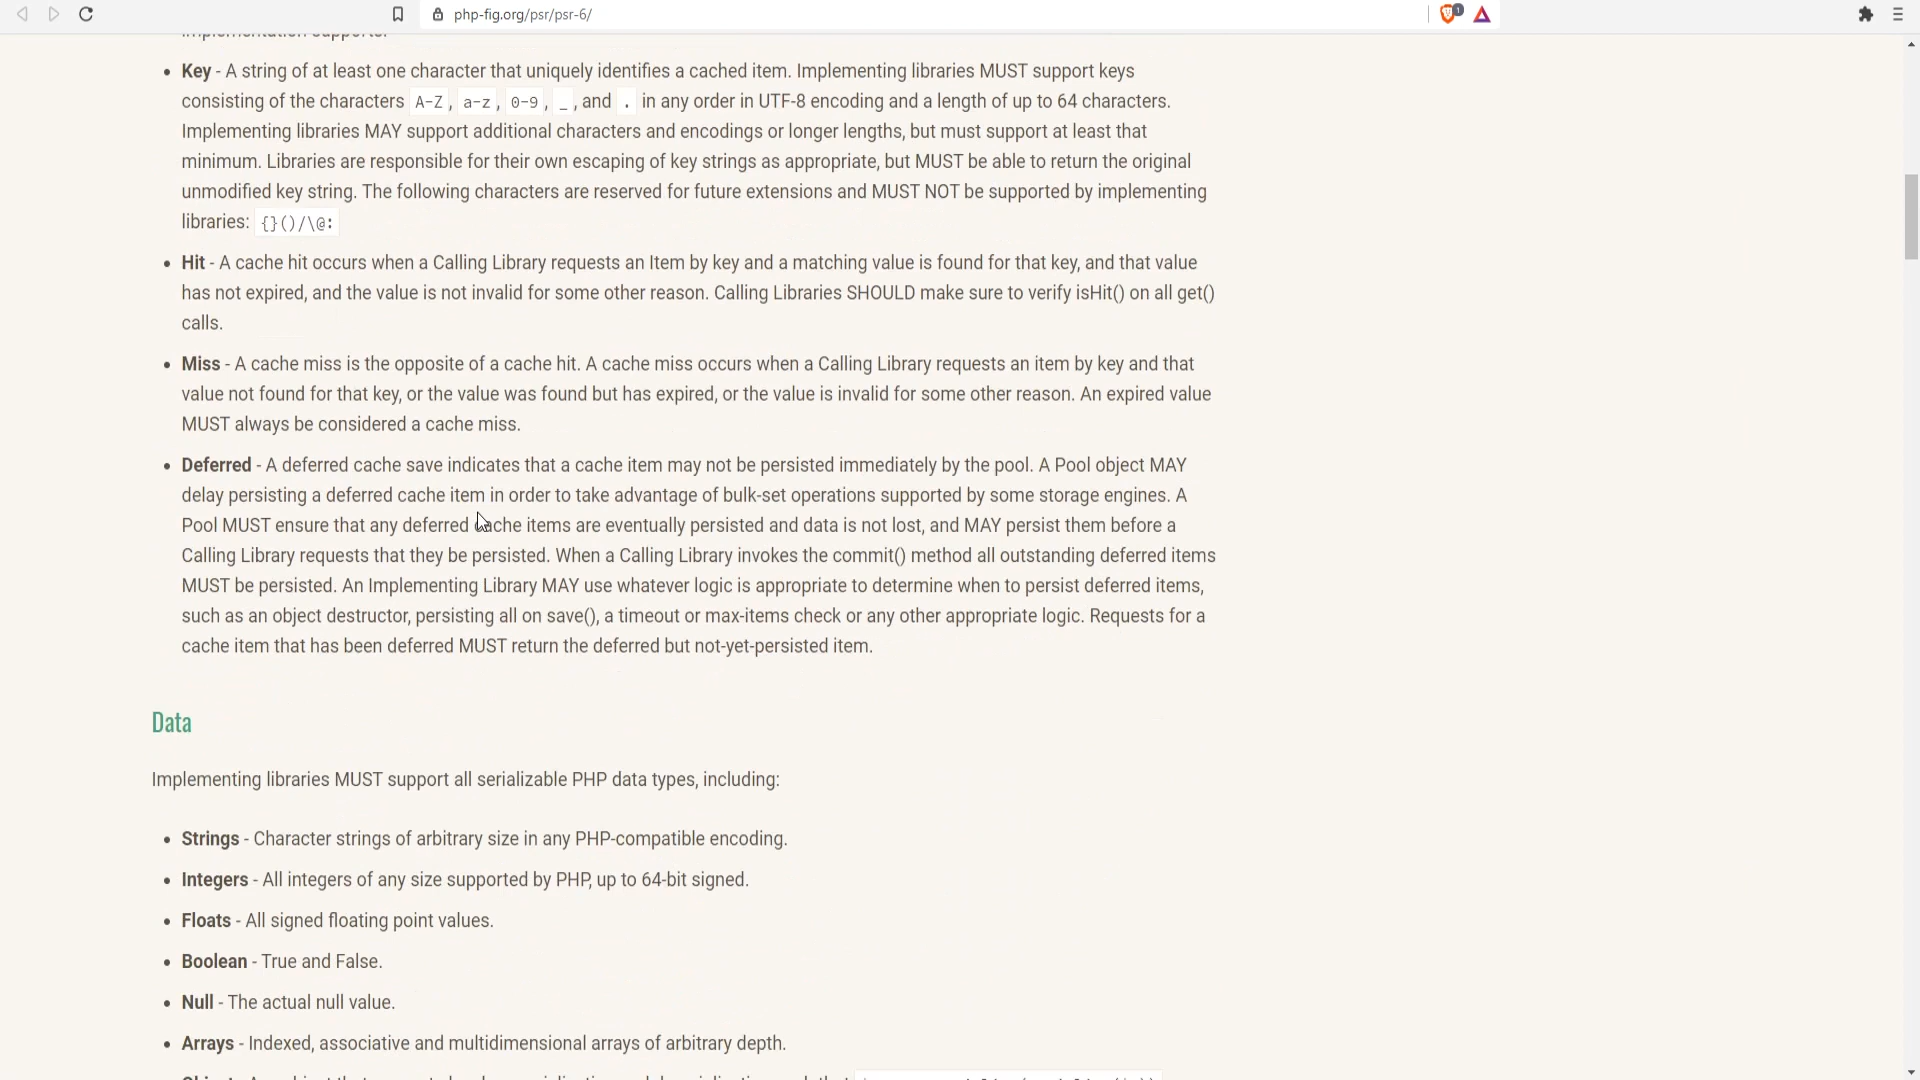 php-fig.org/psr/psr-6/
1
implementation supports.
• Key - A string of at least one character that uniquely identifies a cached item. Implementing libraries MUST support keys
consisting of the characters A-Z, a-z, 0-9, _, and . in any order in UTF-8 encoding and a length of up to 64 characters.
Implementing libraries MAY support additional characters and encodings or longer lengths, but must support at least that
minimum. Libraries are responsible for their own escaping of key strings as appropriate, but MUST be able to return the original
unmodified key string. The following characters are reserved for future extensions and MUST NOT be supported by implementing
libraries: {}()/\@:
• Hit - A cache hit occurs when a Calling Library requests an Item by key and a matching value is found for that key, and that value
has not expired, and the value is not invalid for some other reason. Calling Libraries SHOULD make sure to verify isHit() on all get()
calls.
• Miss - A cache miss is the opposite of a cache hit. A cache miss occurs when a Calling Library requests an item by key and that
value not found for that key, or the value was found but has expired, or the value is invalid for some other reason. An expired value
MUST always be considered a cache miss.
• Deferred - A deferred cache save indicates that a cache item may not be persisted immediately by the pool. A Pool object MAY
delay persisting a deferred cache item in order to take advantage of bulk-set operations supported by some storage engines. A
Pool MUST ensure that any deferred cache items are eventually persisted and data is not lost, and MAY persist them before a
Calling Library requests that they be persisted. When a Calling Library invokes the commit() method all outstanding deferred items
MUST be persisted. An Implementing Library MAY use whatever logic is appropriate to determine when to persist deferred items,
such as an object destructor, persisting all on save(), a timeout or max-items check or any other appropriate logic. Requests for a
cache item that has been deferred MUST return the deferred but not-yet-persisted item.
Data
Implementing libraries MUST support all serializable PHP data types, including:
• Strings - Character strings of arbitrary size in any PHP-compatible encoding.
• Integers - All integers of any size supported by PHP, up to 64-bit signed.
• Floats - All signed floating point values.
• Boolean - True and False.
• Null - The actual null value.
• Arrays - Indexed, associative and multidimensional arrays of arbitrary depth.